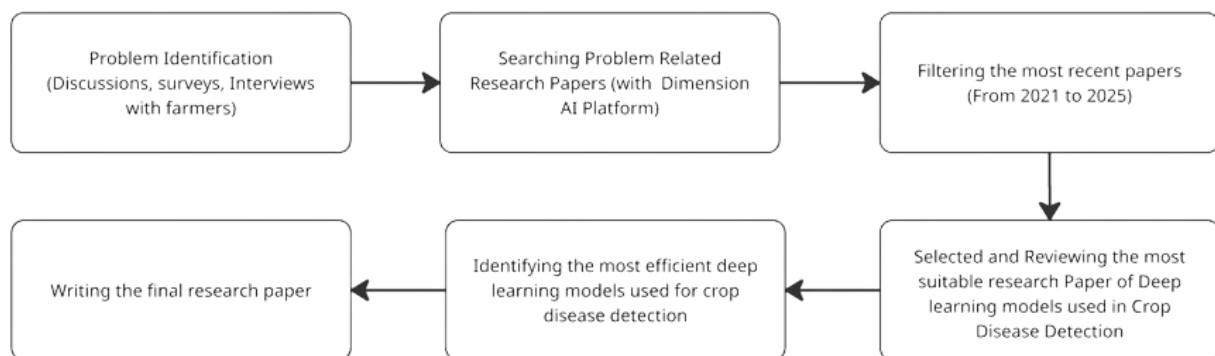 Problem Identification
(Discussions, surveys, Interviews
with farmers)
Searching Problem Related
Research Papers (with Dimension
AI Platform)
Filtering the most recent papers
(From 2021 to 2025)
Selected and Reviewing the most
suitable research Paper of Deep
learning models used in Crop
Disease Detection
Identifying the most efficient deep
learning models used for crop
disease detection
Writing the final research paper